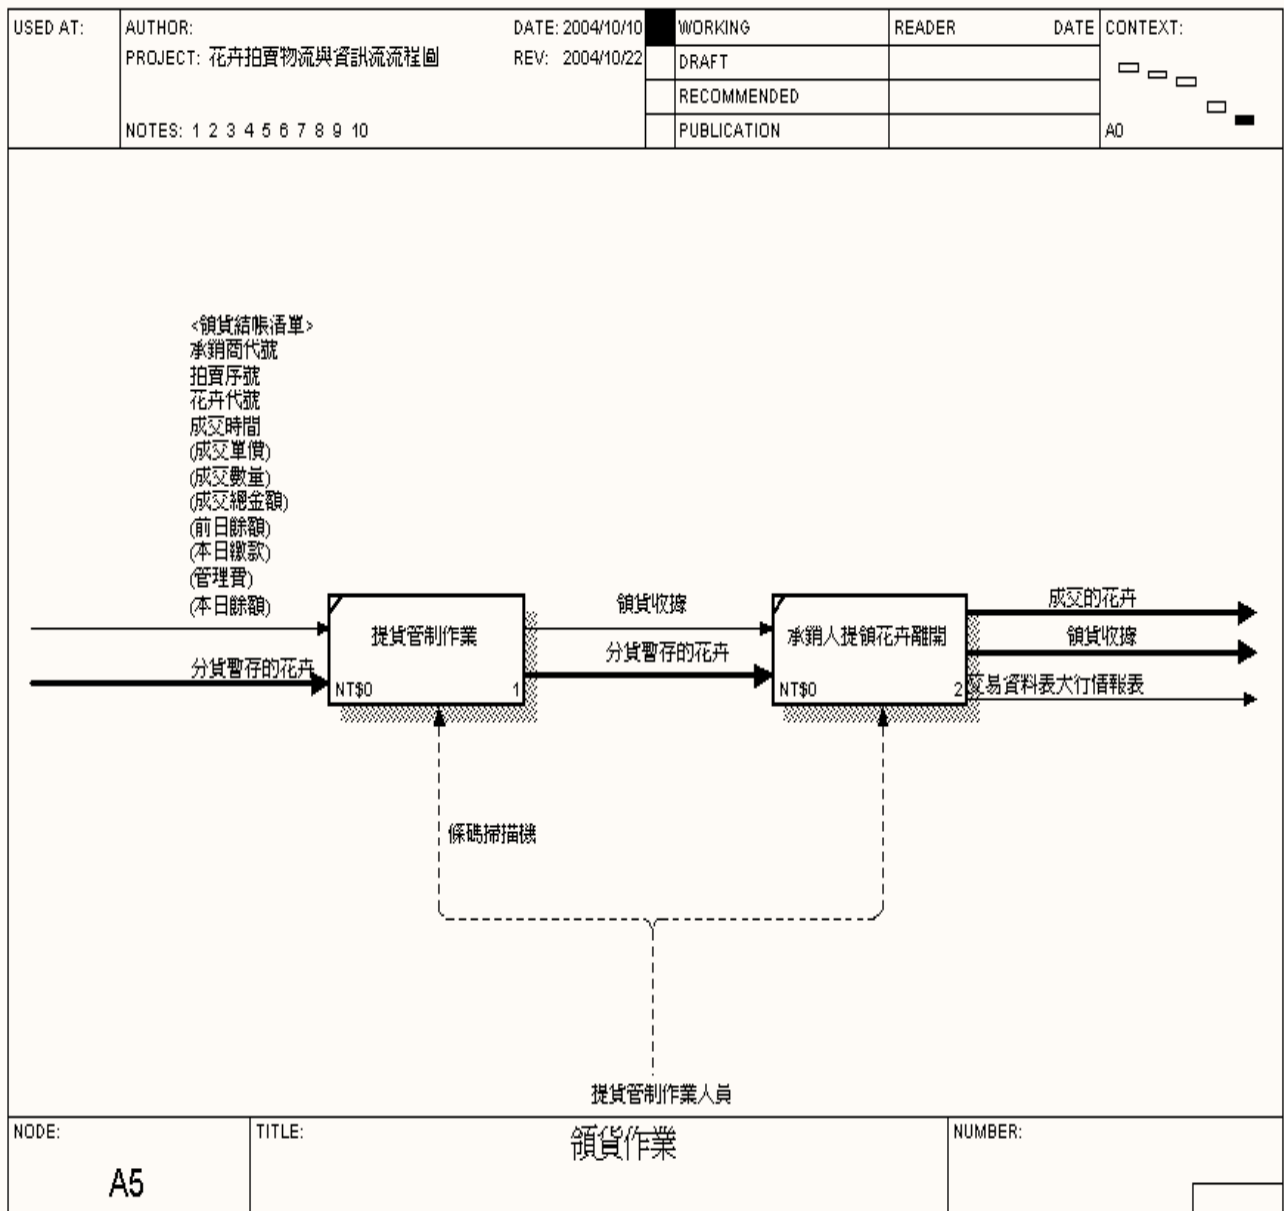 USED AT:
AUTHOR:
DATE: 2004/10/10
WORKING
READER
DATE
CONTEXT:
PROJECT: 花卉拍賣物流與資訊流流程圖
REV: 2004/10/22
DRAFT
RECOMMENDED
NOTES: 1 2 3 4 5 6 7 8 9 10
PUBLICATION
A0
<領貨結帳清單>
承銷商代號
拍賣序號
花卉代號
成交時間
(成交單價)
(成交數量)
(成交總金額)
(前日餘額)
(本日繳款)
(管理費)
(本日餘額)
分貨暫存的花卉
提貨管制作業
NT$0 1
領貨收據
分貨暫存的花卉
承銷人提領花卉離開
NT$0 2
成交的花卉
領貨收據
交易資料表大行情報表
條碼掃描機
提貨管制作業人員
NODE:
A5
TITLE:
領貨作業
NUMBER: